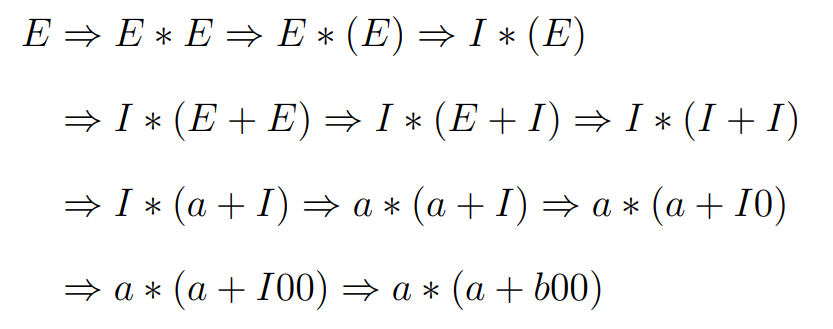 E ⇒ E ∗ E ⇒ E ∗ (E) ⇒ I ∗ (E)
⇒ I ∗ (E + E) ⇒ I ∗ (E + I) ⇒ I ∗ (I + I)
⇒ I ∗ (a + I) ⇒ a ∗ (a + I) ⇒ a ∗ (a + I0)
⇒ a ∗ (a + I00) ⇒ a ∗ (a + b00)